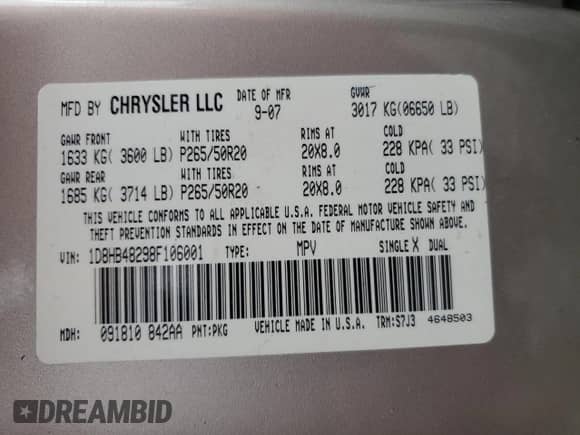 MFD BY CHRYSLER LLC DATE OF MFR 9-07 GVWR 3017 KG(06650 LB)
GAWR FRONT WITH TIRES RIMS AT COLD
1633 KG( 3600 LB) P265/50R20 20X8.0 228 KPA( 33 PSI)
GAWR REAR WITH TIRES RIMS AT COLD
1685 KG( 3714 LB) P265/50R20 20X8.0 228 KPA( 33 PSI)
THIS VEHICLE CONFORMS TO ALL APPLICABLE U.S.A. FEDERAL MOTOR VEHICLE SAFETY AND
THEFT PREVENTION STANDARDS IN EFFECT ON THE DATE OF MANUFACTURE SHOWN ABOVE.
VIN: 1D8HB48298F106001 TYPE: MPV SINGLE X DUAL
MDH: 091810 842AA PNT:PKG VEHICLE MADE IN U.S.A. TRM:S7J3 4648503
DREAMBID